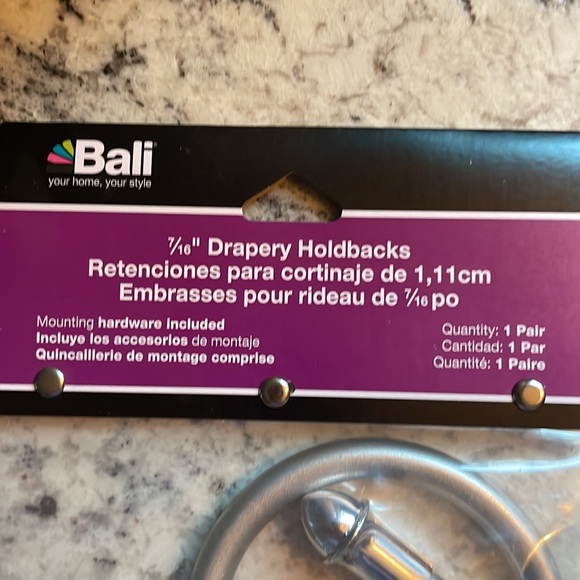 Bali
your home, your style
7/16" Drapery Holdbacks
Retenciones para cortinaje de 1,11cm
Embrasses pour rideau de 7/16 po
Mounting hardware included
Incluye los accesorios de montaje
Quincaillerie de montage comprise
Quantity: 1 Pair
Cantidad: 1 Par
Quantité: 1 Paire